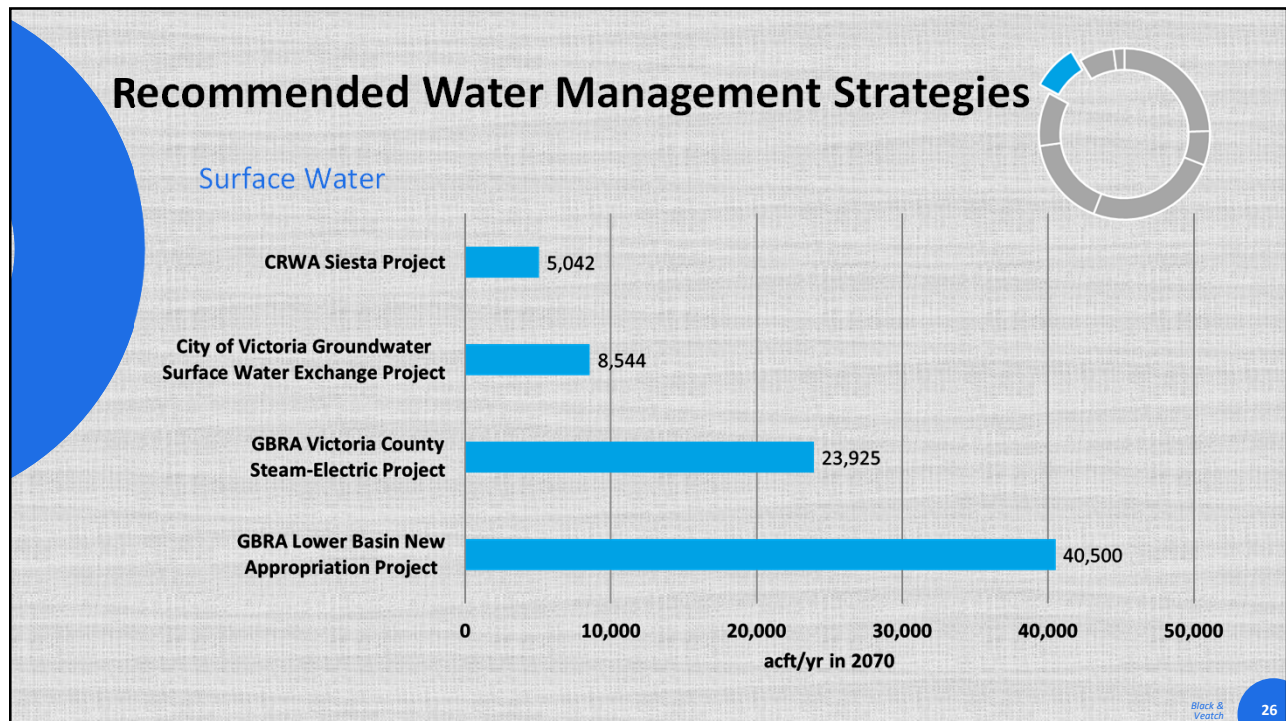 Recommended Water Management Strategies
Surface Water
CRWA Siesta Project
5,042
City of Victoria Groundwater
Surface Water Exchange Project
8,544
GBRA Victoria County
Steam-Electric Project
23,925
GBRA Lower Basin New
Appropriation Project
40,500
0 10,000 20,000 30,000 40,000 50,000
acft/yr in 2070
Black &
Veatch
26